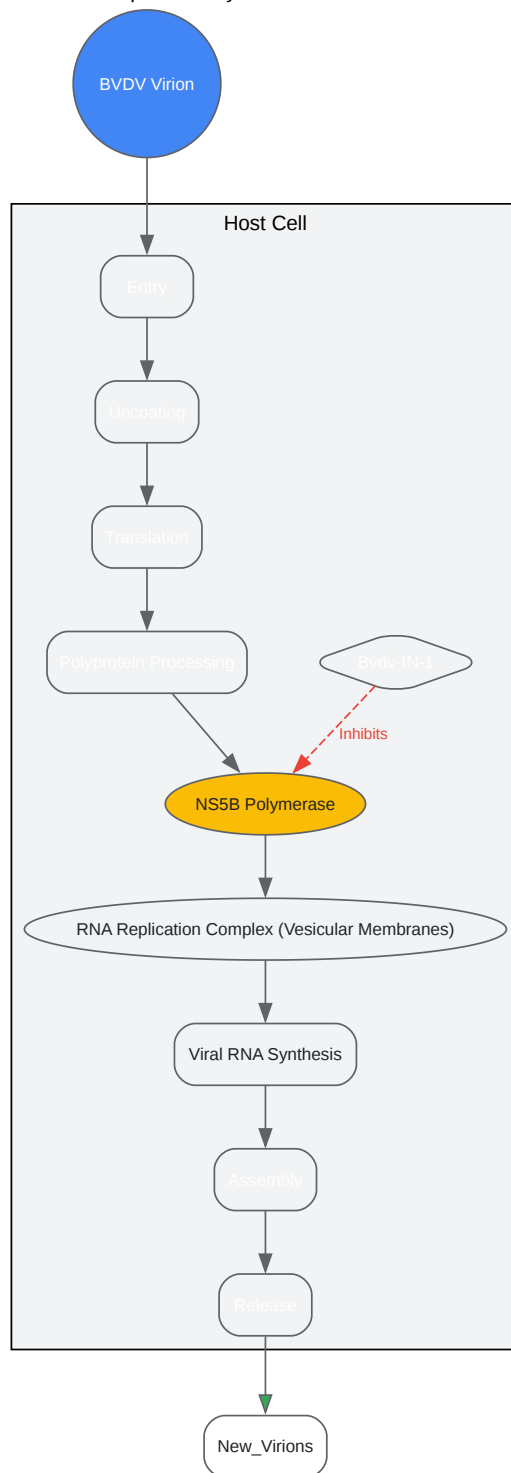 BVDV Virion
Host Cell
Entry
Uncoating
Translation
Polyprotein Processing
Bvdv-IN-1
Inhibits
NS5B Polymerase
RNA Replication Complex (Vesicular Membranes)
Viral RNA Synthesis
Assembly
Release
New_Virions